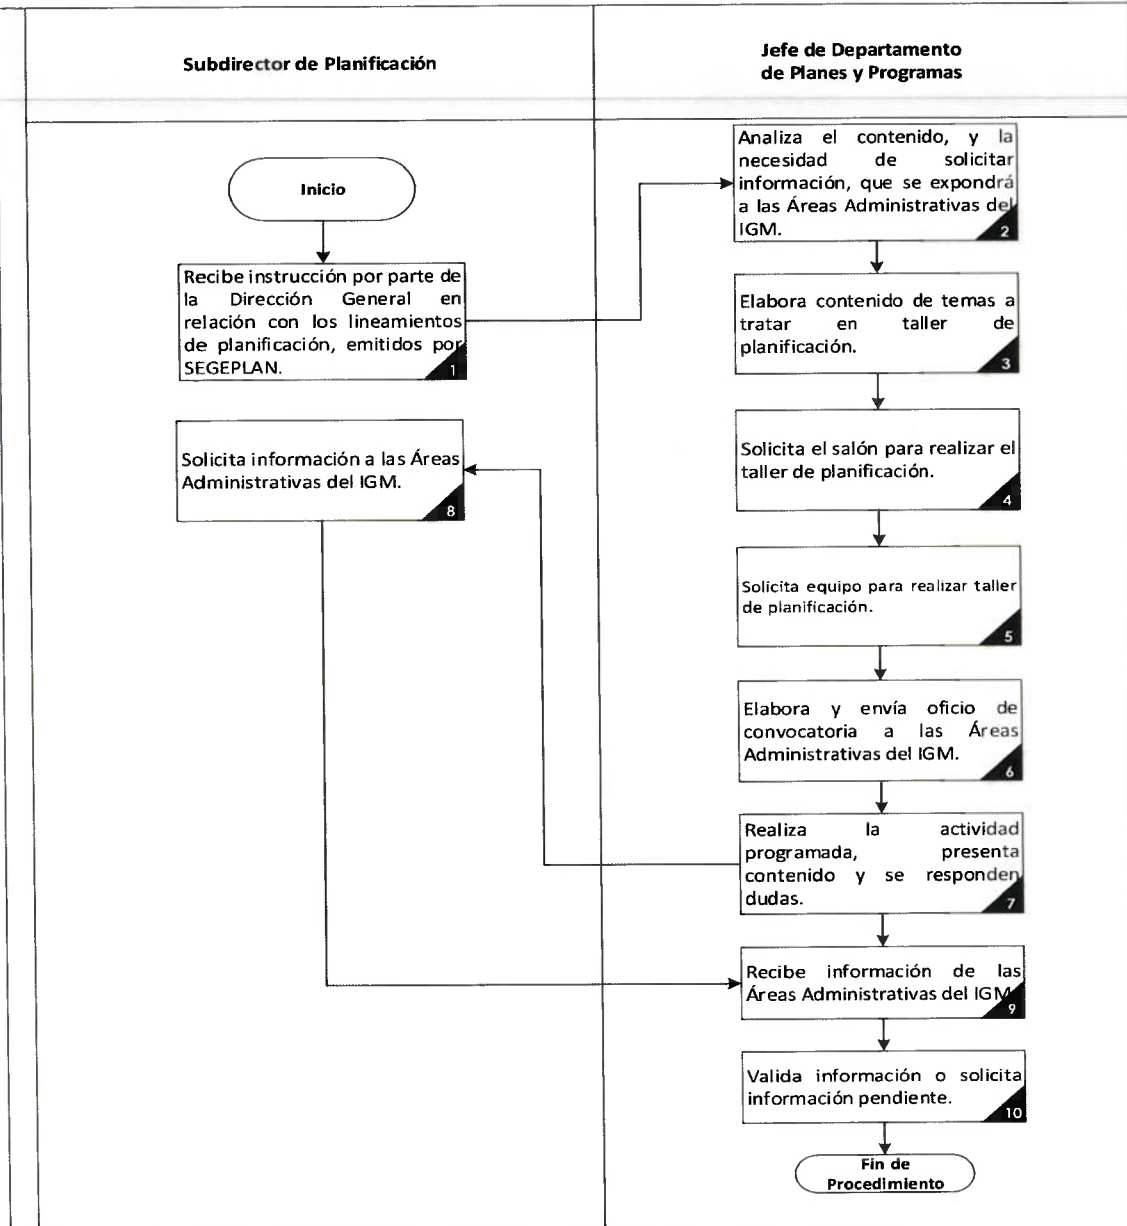 Subdirector de Planificación
Jefe de Departamento
de Planes y Programas
Inicio
Recibe instrucción por parte de
la Dirección General en
relación con los lineamientos
de planificación, emitidos por
SEGEPLAN.
1
Analiza el contenido, y la
necesidad de solicitar
información, que se expondrá
a las Áreas Administrativas del
IGM.
2
Elabora contenido de temas a
tratar en taller de
planificación.
3
Solicita el salón para realizar el
taller de planificación.
4
Solicita equipo para realizar taller
de planificación.
5
Elabora y envía oficio de
convocatoria a las Áreas
Administrativas del IGM.
6
Realiza la actividad
programada, presenta
contenido y se responden
dudas.
7
Solicita información a las Áreas
Administrativas del IGM.
8
Recibe información de las
Áreas Administrativas del IGM.
9
Valida información o solicita
información pendiente.
10
Fin de
Procedimiento